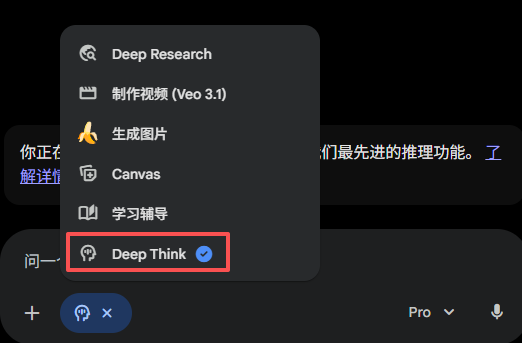 Deep Research
制作视频 (Veo 3.1)
生成图片
Canvas
你正在
们最先进的推理功能。 了
解详情
学习辅导
Deep Think
问一
Pro